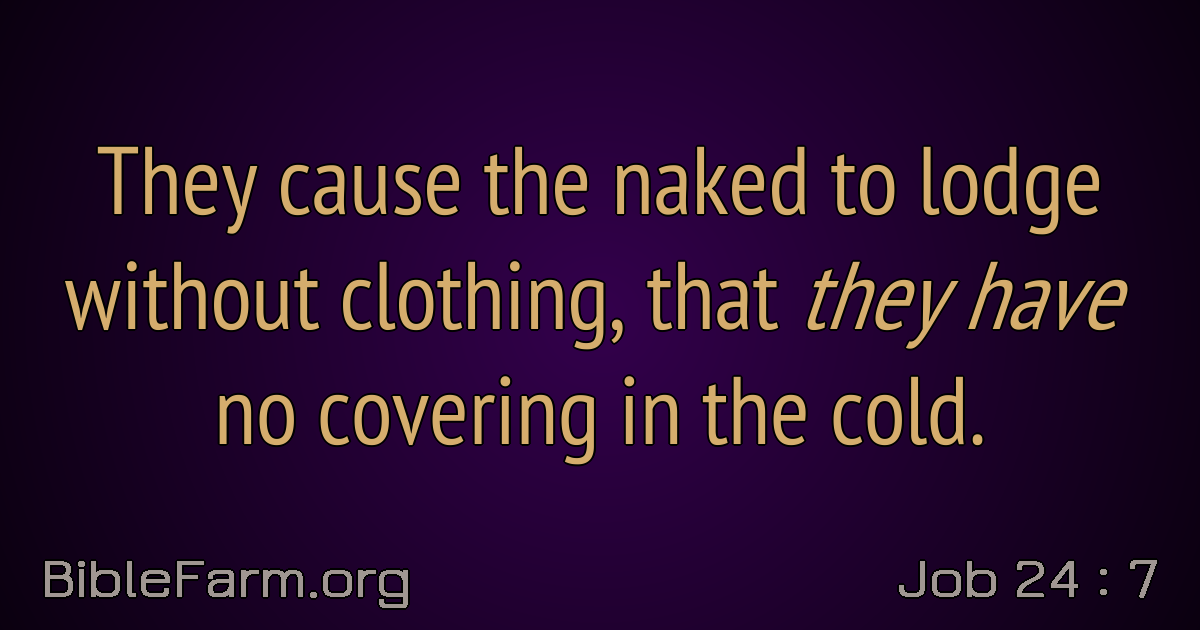 They cause the naked to lodge
without clothing, that they have
no covering in the cold.
BibleFarm.org
Job 24 : 7